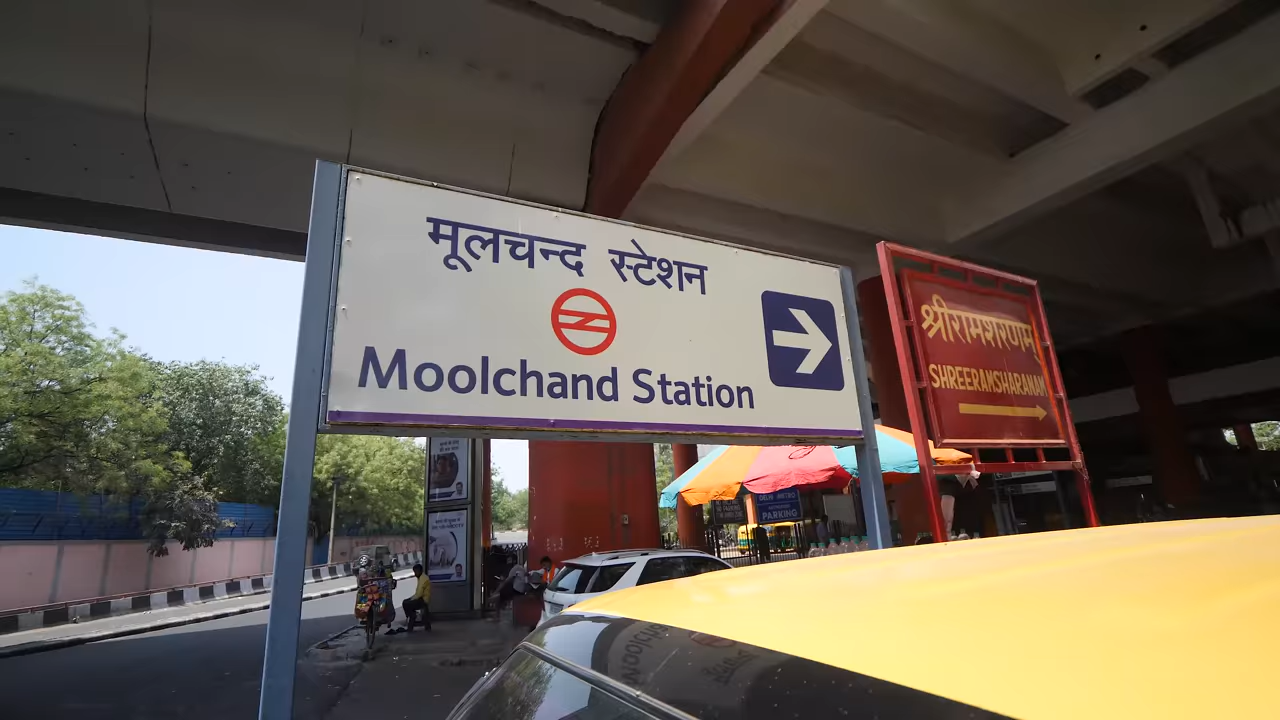 मूलचन्द स्टेशन
Moolchand Station
श्रीरामशरणम्
SHREERAMSHARANAM
DELHI METRO
PARKING